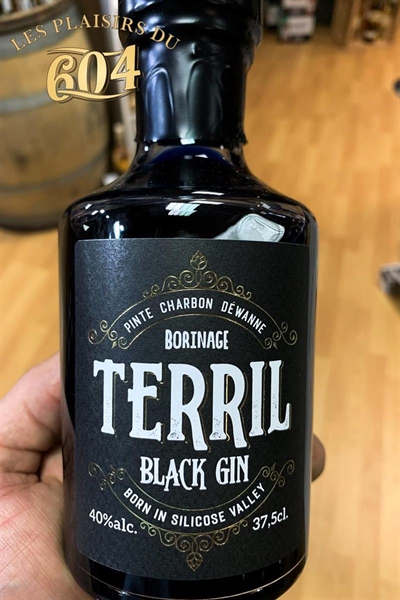 LES PLAISIRS DU
604
PINTE CHARBON DÉWANNE
BORINAGE
TERRIL
BLACK GIN
BORN IN SILICOSE VALLEY
40%alc. 37,5cl.